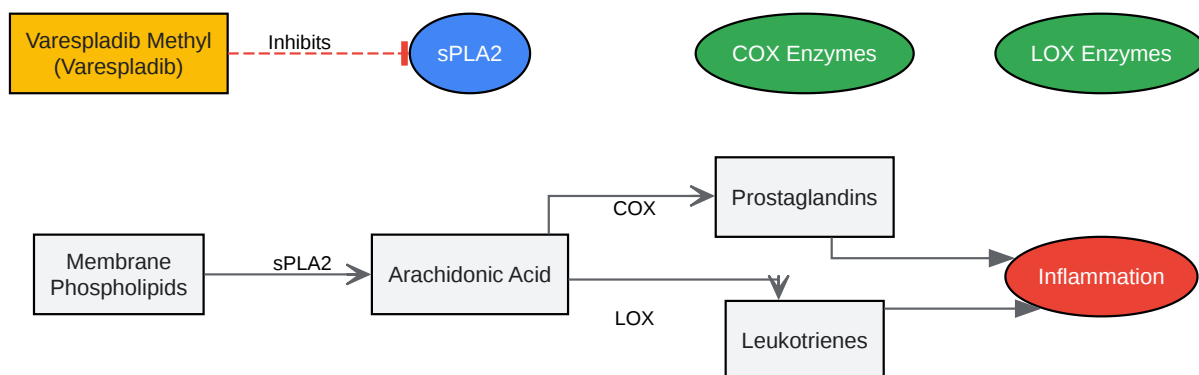 Varespladib Methyl
(Varespladib)
Inhibits
sPLA2
COX Enzymes
LOX Enzymes
Membrane
Phospholipids
sPLA2
Arachidonic Acid
COX
LOX
Prostaglandins
Leukotrienes
Inflammation